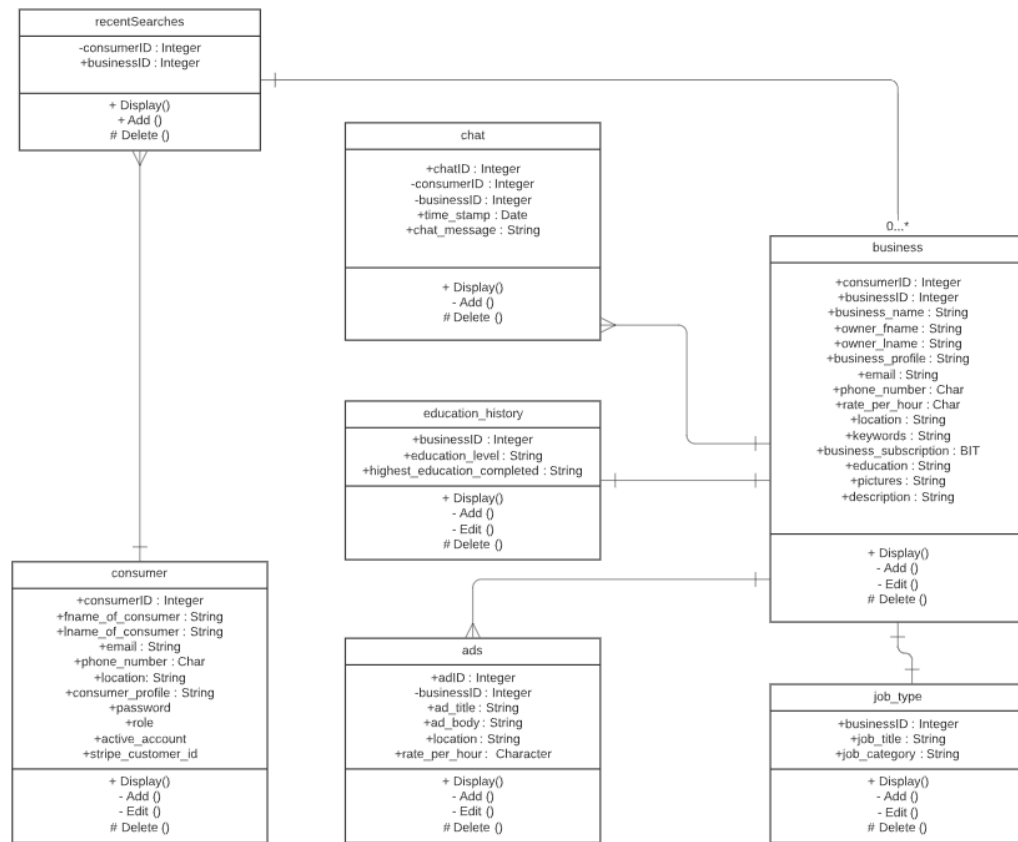 recentSearches
-consumerID : Integer
+businessID : Integer
+ Display()
+ Add ()
# Delete ()
chat
+chatID : Integer
-consumerID : Integer
-businessID : Integer
+time_stamp : Date
+chat_message : String
+ Display()
- Add ()
# Delete ()
0...*
business
+consumerID : Integer
+businessID : Integer
+business_name : String
+owner_fname : String
+owner_lname : String
+business_profile : String
+email : String
+phone_number : Char
+rate_per_hour : Char
+location : String
+keywords : String
+business_subscription : BIT
+education : String
+pictures : String
+description : String
+ Display()
- Add ()
- Edit ()
# Delete ()
education_history
+businessID : Integer
+education_level : String
+highest_education_completed : String
+ Display()
- Add ()
- Edit ()
# Delete ()
consumer
+consumerID : Integer
+fname_of_consumer : String
+lname_of_consumer : String
+email : String
+phone_number : Char
+location: String
+consumer_profile : String
+password
+role
+active_account
+stripe_customer_id
+ Display()
- Add ()
- Edit ()
# Delete ()
ads
+adID : Integer
-businessID : Integer
+ad_title : String
+ad_body : String
+location : String
+rate_per_hour : Character
+ Display()
- Add ()
- Edit ()
# Delete ()
job_type
+businessID : Integer
+job_title : String
+job_category : String
+ Display()
- Add ()
- Edit ()
# Delete ()